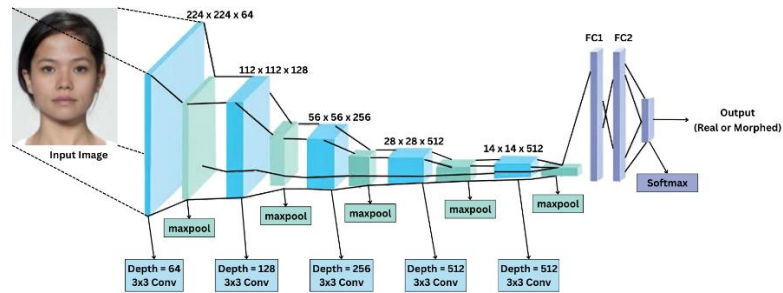 224 x 224 x 64
112 x 112 x 128
56 x 56 x 256
28 x 28 x 512
14 x 14 x 512
FC1
FC2
Input Image
Output
(Real or Morphed)
Softmax
maxpool
maxpool
maxpool
maxpool
maxpool
Depth = 64
3x3 Conv
Depth = 128
3x3 Conv
Depth = 256
3x3 Conv
Depth = 512
3x3 Conv
Depth = 512
3x3 Conv